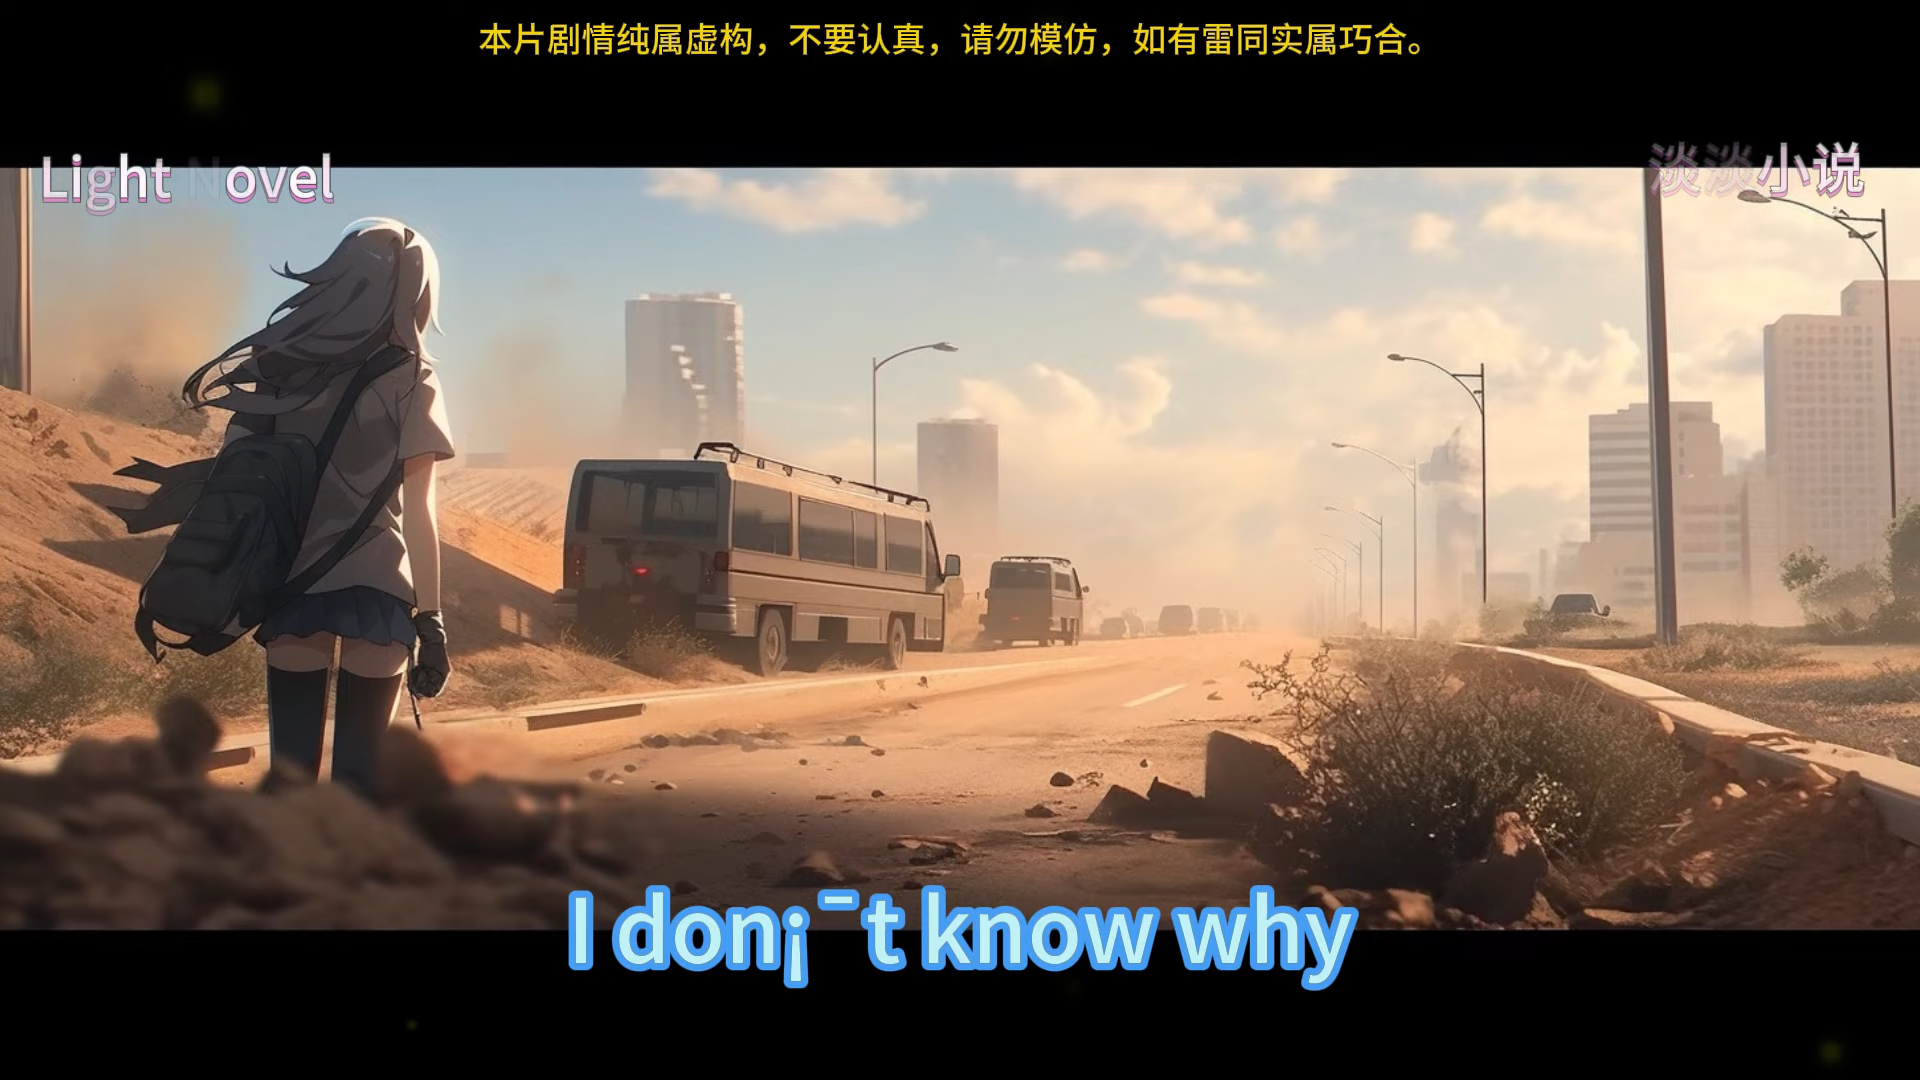 本片剧情纯属虚构，不要认真，请勿模仿，如有雷同实属巧合。
Light Novel
淡淡小说
I don¡¯t know why